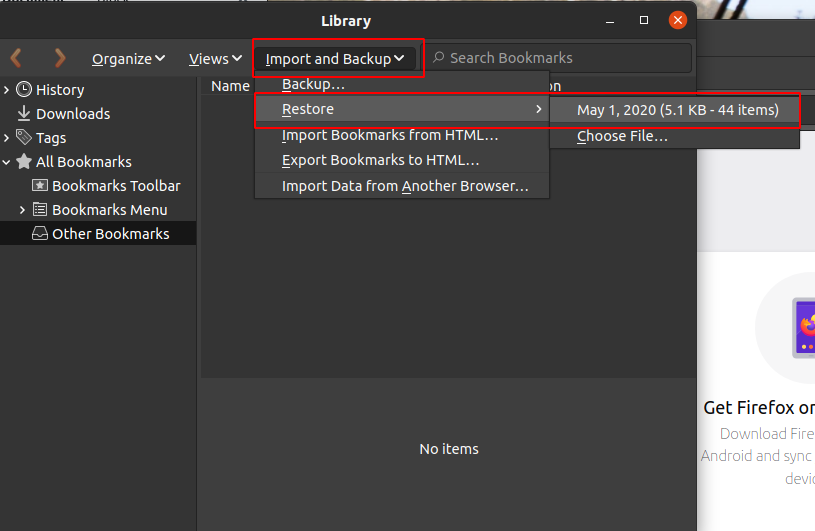 Library
Organize
Views
Import and Backup
Search Bookmarks
History
Downloads
Tags
All Bookmarks
Bookmarks Toolbar
Bookmarks Menu
Other Bookmarks
Name
Backup…
Restore
Import Bookmarks from HTML…
Export Bookmarks to HTML…
Import Data from Another Browser…
May 1, 2020 (5.1 KB - 44 items)
Choose File…
No items
Get Firefox on
Download Fire
Android and sync
devic